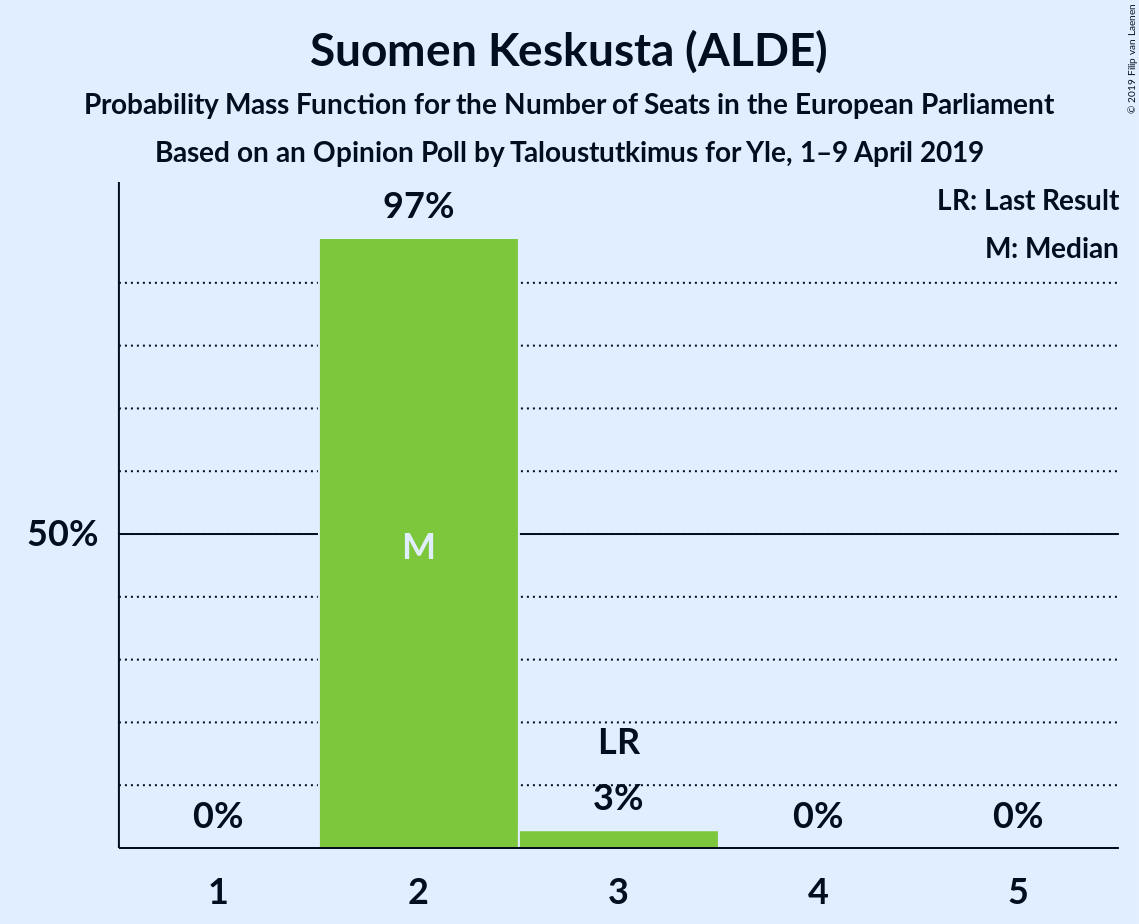 Suomen Keskusta (ALDE)
Probability Mass Function for the Number of Seats in the European Parliament
Based on an Opinion Poll by Taloustutkimus for Yle, 1–9 April 2019
© 2019 Filip van Laenen
LR: Last Result
M: Median
97%
50%
M
LR
0%
3%
0%
0%
1 2 3 4 5